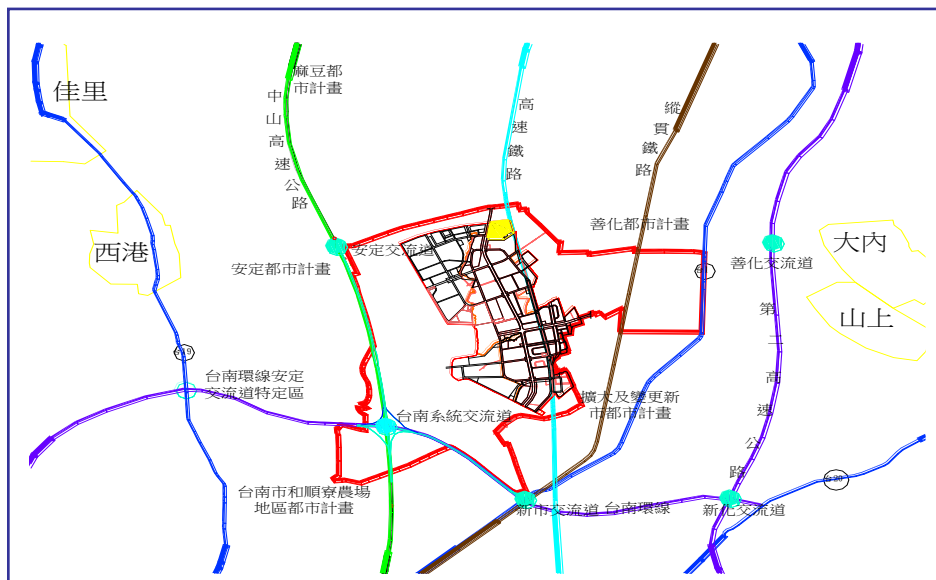 麻豆都
市計畫
佳里
中山高速公路
高速鐵路
縱貫鐵路
善化都市計畫
大內
西港
安定交流道
安定都市計畫
善化交流道
山上
第二高速公路
台19
台南環線安定
交流道特定區
擴大及變更新
市都市計畫
台南系統交流道
台20
台南市和順寮農場
地區都市計畫
新市交流道
台南環線
新化交流道